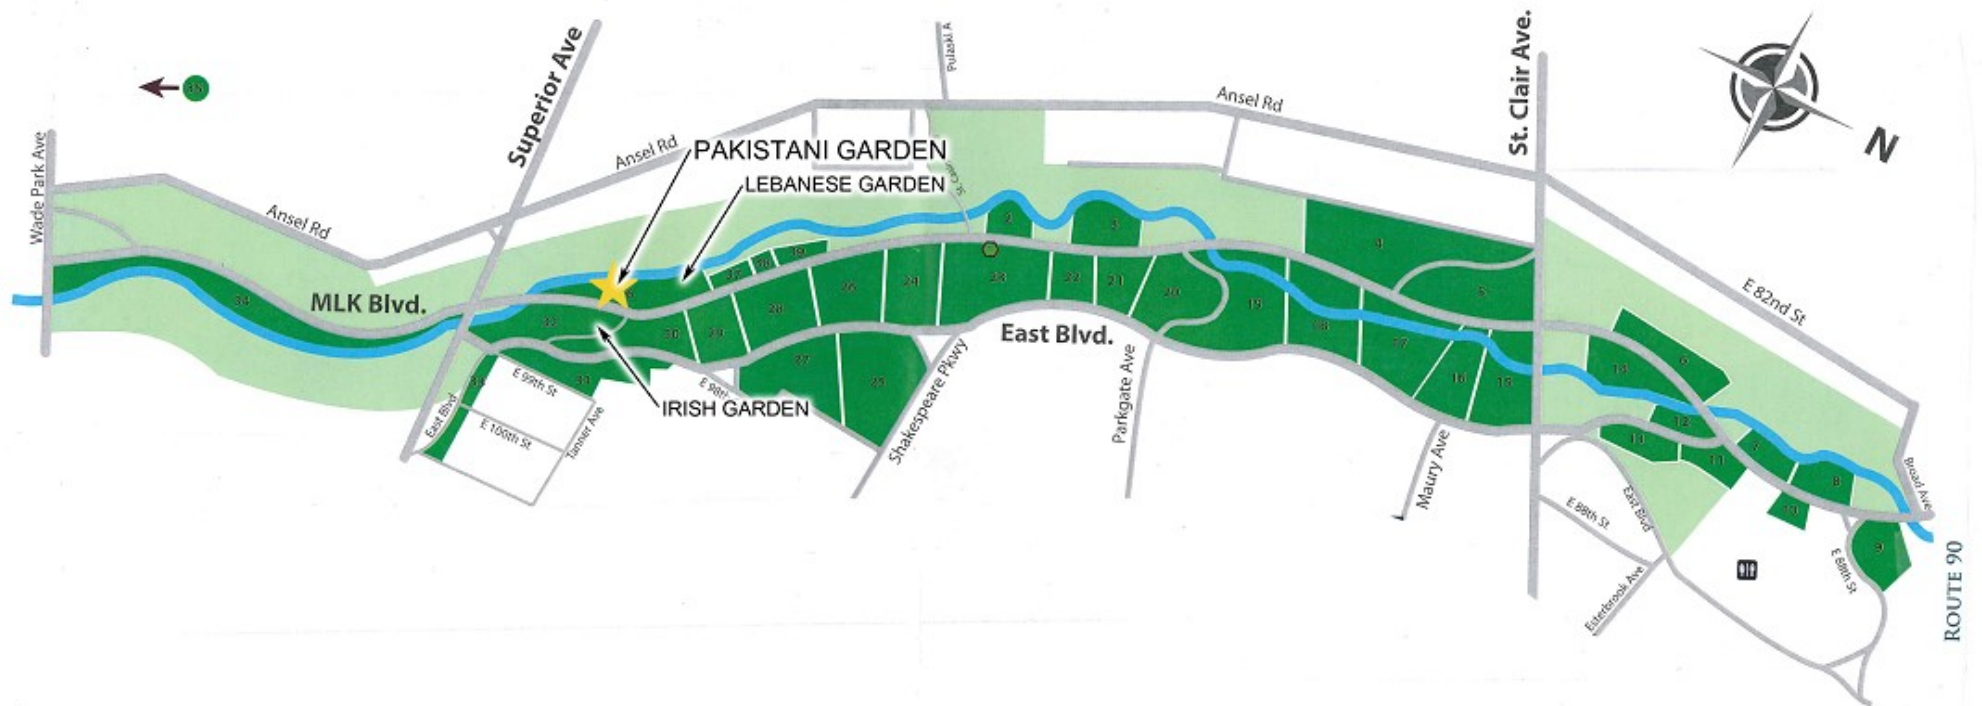 Superior Ave
Pulaski A
St. Clair Ave.
Ansel Rd
35
N
Wade Park Ave
Ansel Rd
PAKISTANI GARDEN
LEBANESE GARDEN
Ansel Rd
2
3
4
E 82nd St
34
MLK Blvd.
37
38
39
32
30
29
28
26
24
23
22
21
20
19
18
17
16
15
5
14
6
East Blvd.
33
E 99th St
31
E 98th
27
25
IRISH GARDEN
East Blvd
E 100th St
Tanner Ave
Shakespeare Pkwy
Parkgate Ave
Maury Ave
12
11
11
7
8
10
9
Broad Ave
East Blvd
E 88th St
E 88th St
Esterbrook Ave
ROUTE 90